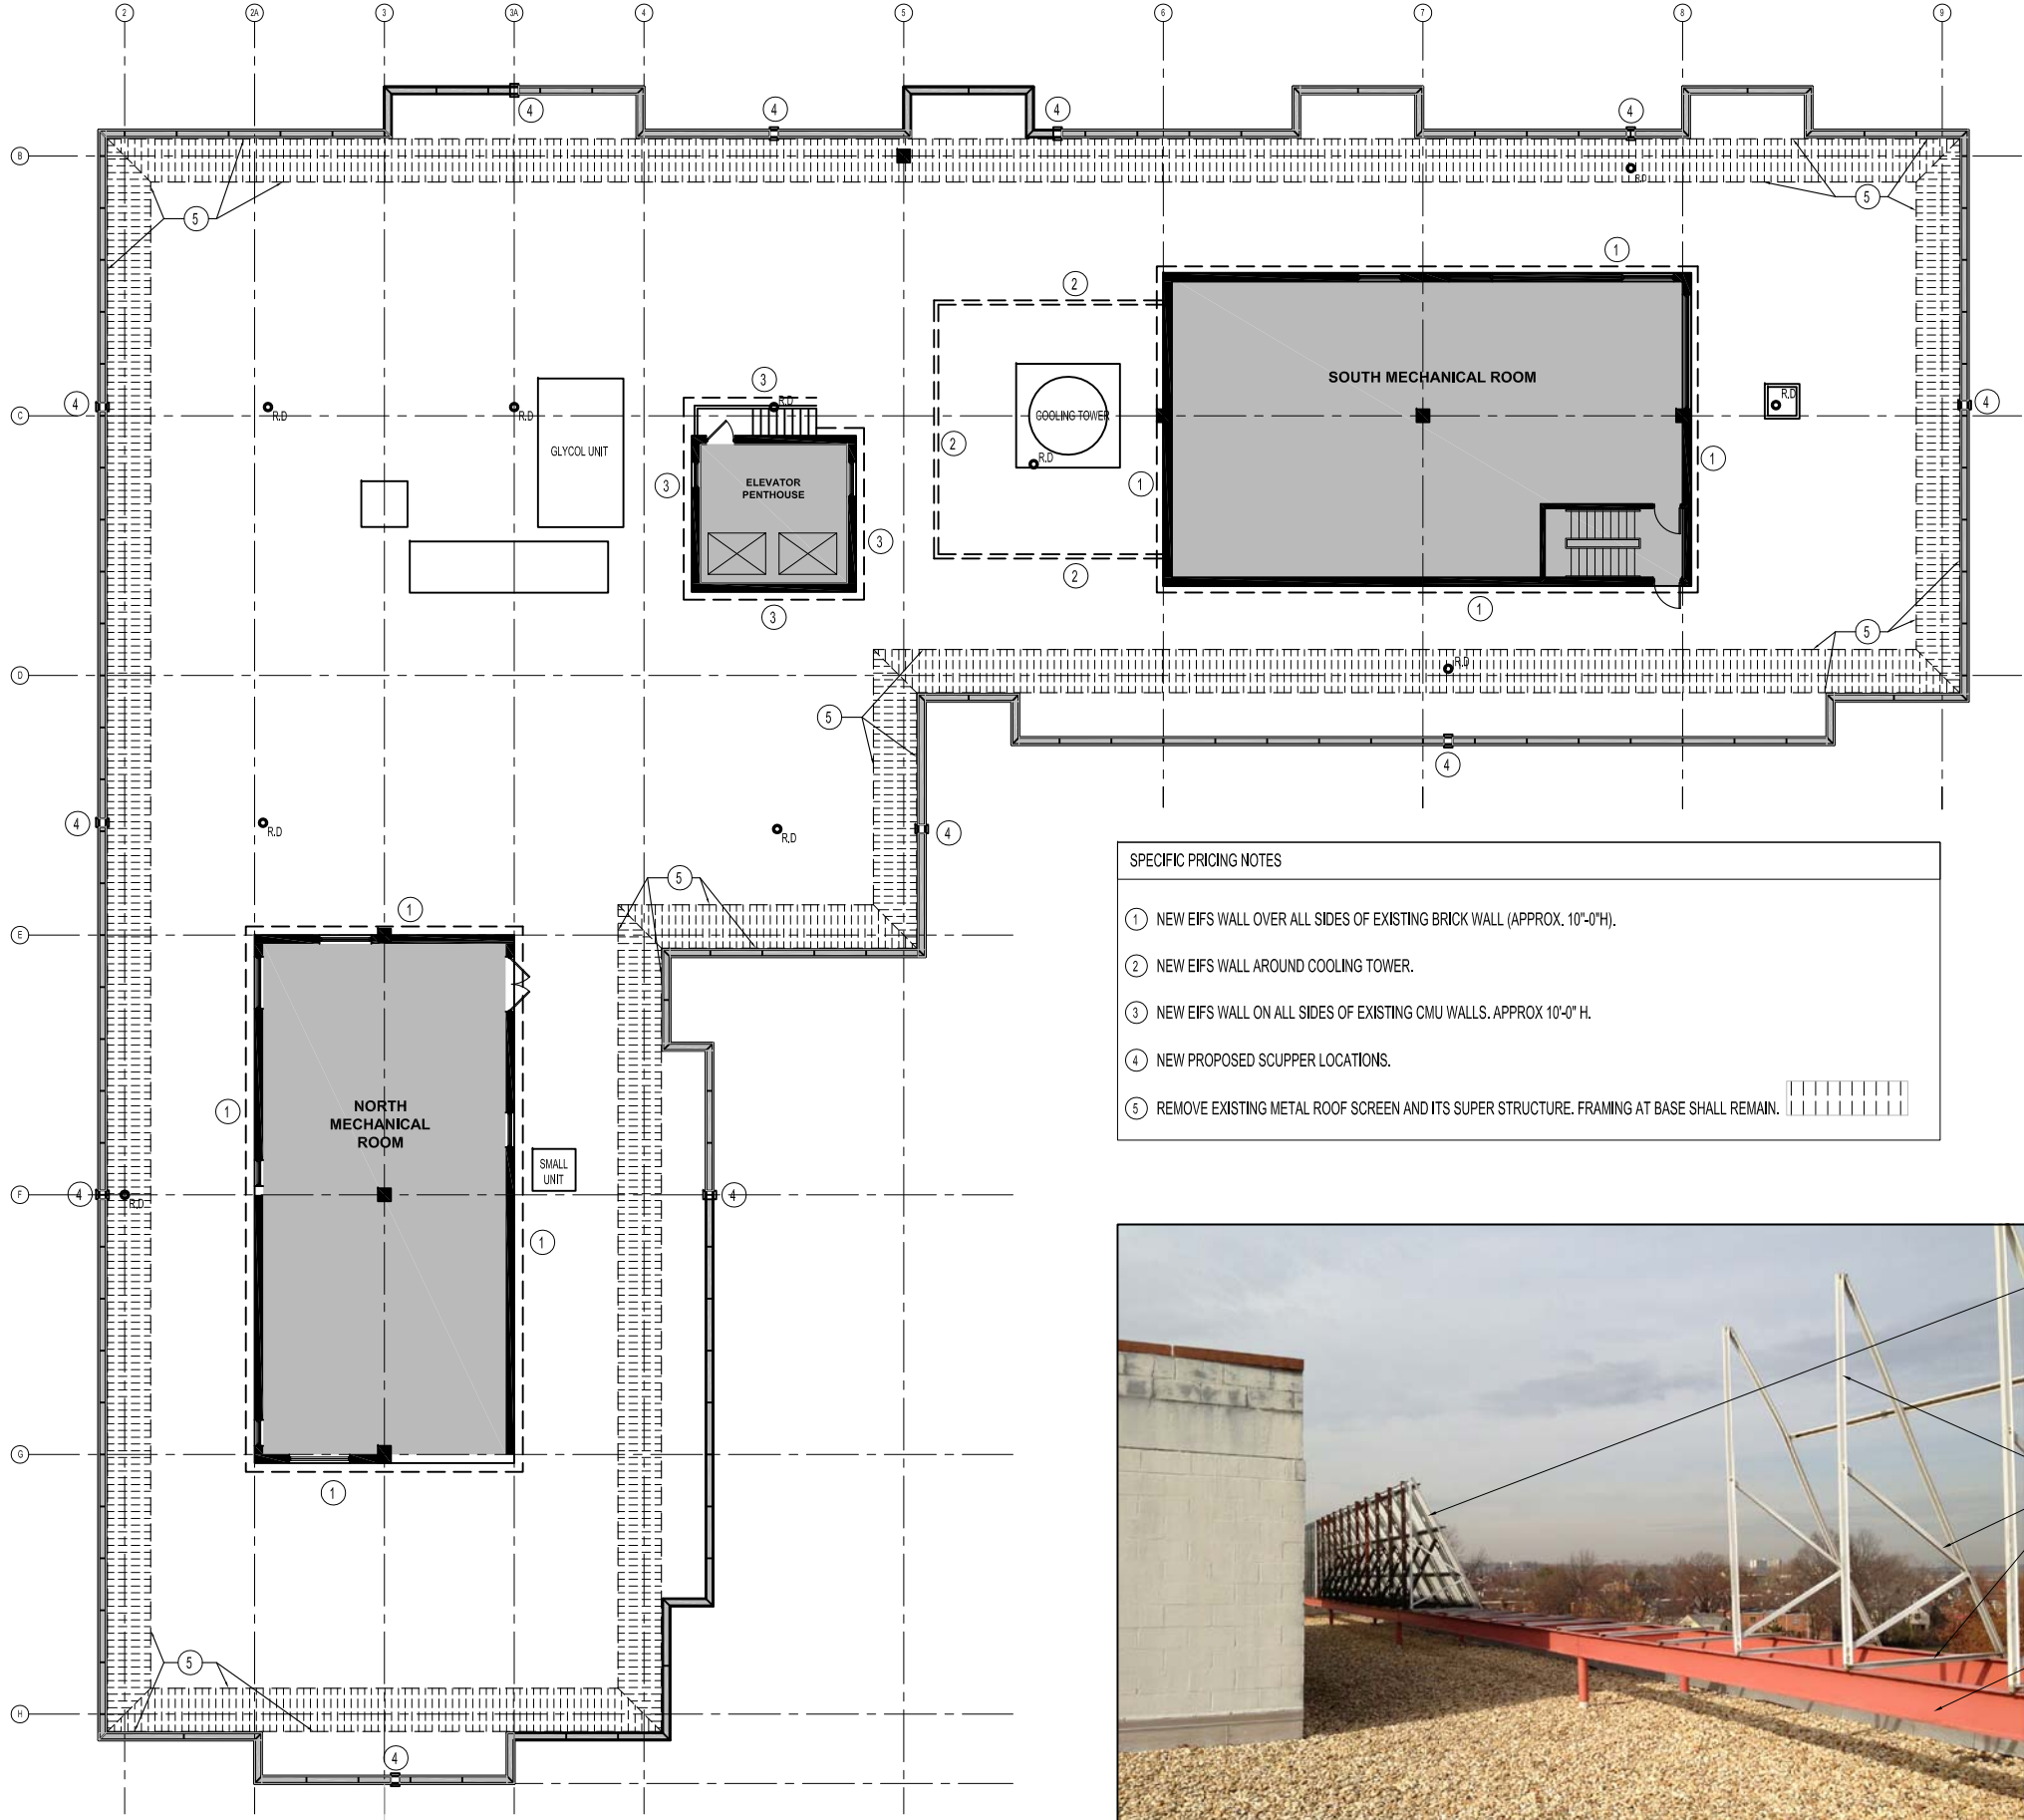 2 2A 3 3A 4 5 6 7 8 9
4 4 4 4
B
R.D
5 5
1
2
3
SOUTH MECHANICAL ROOM
4 R.D R.D R.D R.D 4
C
COOLING TOWER
GLYCOL UNIT
2
1
R.D
3
ELEVATOR
PENTHOUSE
1
3
2
3
1
5
R.D
D
5
4
4 R.D R.D 4
SPECIFIC PRICING NOTES
5
1
1 NEW EIFS WALL OVER ALL SIDES OF EXISTING BRICK WALL (APPROX. 10"-0"H).
E
2 NEW EIFS WALL AROUND COOLING TOWER.
3 NEW EIFS WALL ON ALL SIDES OF EXISTING CMU WALLS. APPROX 10'-0" H.
4 NEW PROPOSED SCUPPER LOCATIONS.
5 REMOVE EXISTING METAL ROOF SCREEN AND ITS SUPER STRUCTURE. FRAMING AT BASE SHALL REMAIN.
1
NORTH
MECHANICAL
ROOM
SMALL
UNIT
F
4 R.D 4
1
G
1
5
H
4